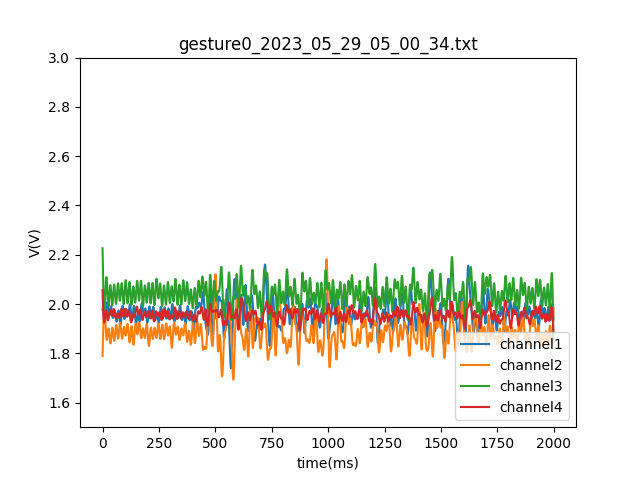 gesture0_2023_05_29_05_00_34.txt
3.0
2.8
2.6
2.4
2.2
2.0
1.8
1.6
V(V)
0 250 500 750 1000 1250 1500 1750 2000
time(ms)
channel1
channel2
channel3
channel4